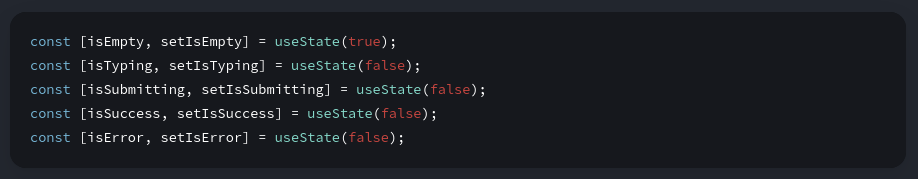 const [isEmpty, setIsEmpty] = useState(true);
const [isTyping, setIsTyping] = useState(false);
const [isSubmitting, setIsSubmitting] = useState(false);
const [isSuccess, setIsSuccess] = useState(false);
const [isError, setIsError] = useState(false);